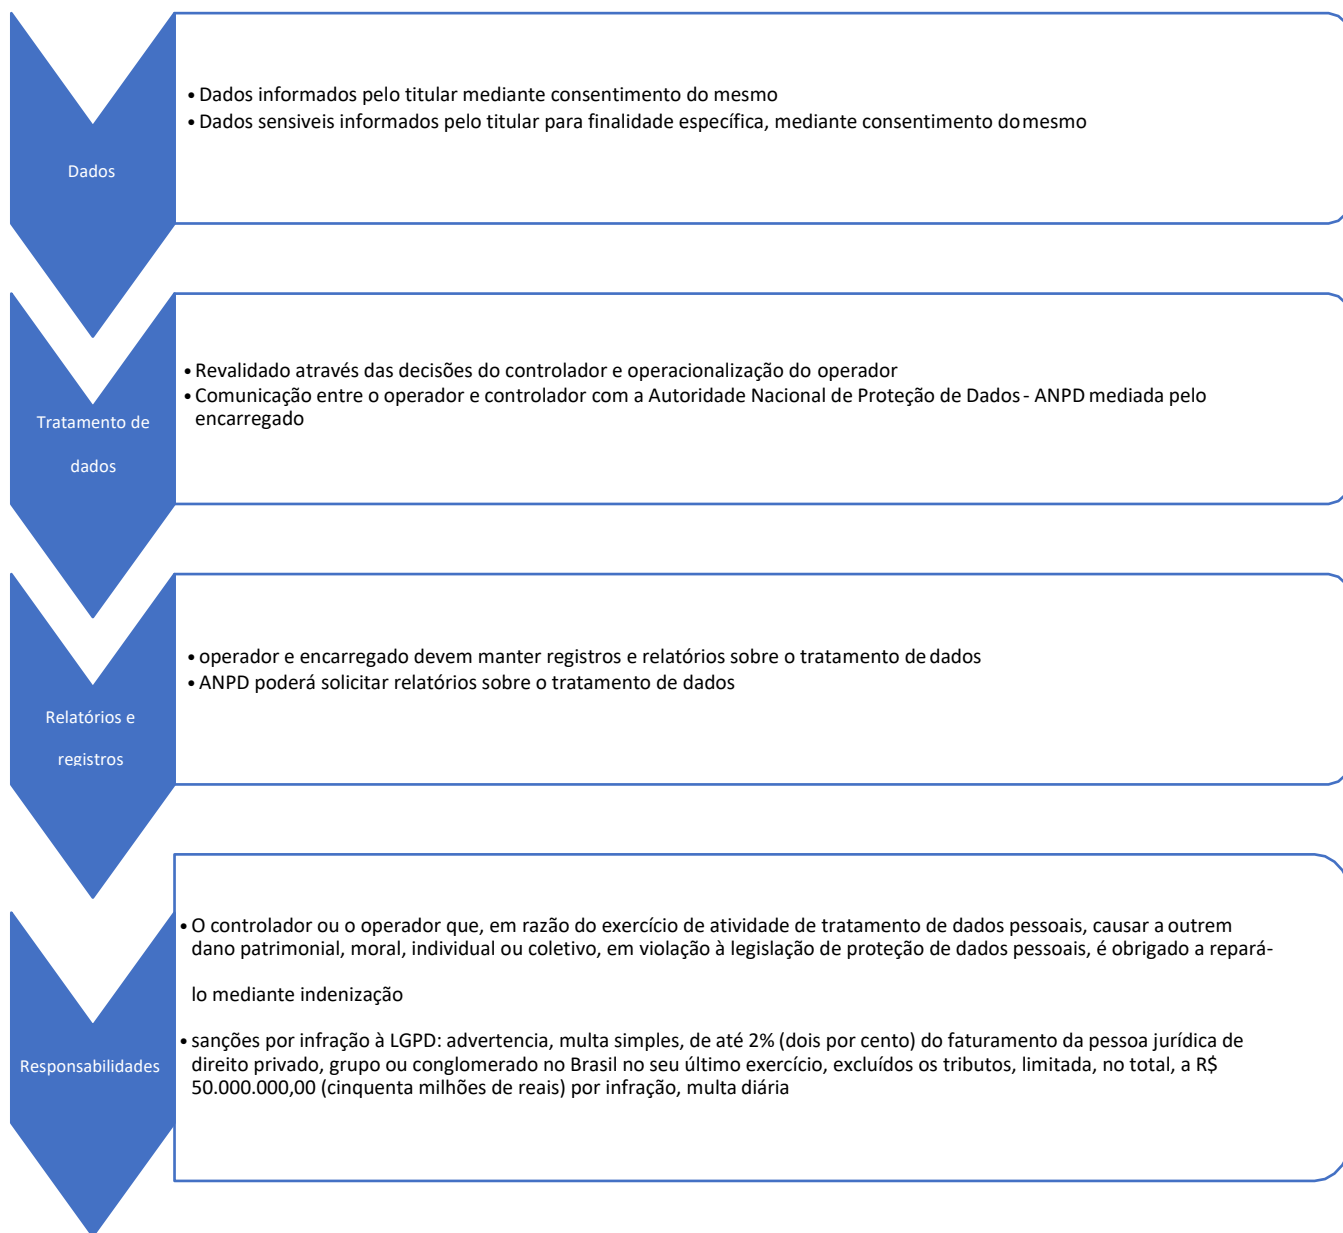 • Dados informados pelo titular mediante consentimento do mesmo
• Dados sensiveis informados pelo titular para finalidade específica, mediante consentimento do mesmo
Dados
• Revalidado através das decisões do controlador e operacionalização do operador
• Comunicação entre o operador e controlador com a Autoridade Nacional de Proteção de Dados - ANPD mediada pelo
encarregado
Tratamento de
dados
• operador e encarregado devem manter registros e relatórios sobre o tratamento de dados
• ANPD poderá solicitar relatórios sobre o tratamento de dados
Relatórios e
registros
• O controlador ou o operador que, em razão do exercício de atividade de tratamento de dados pessoais, causar a outrem
dano patrimonial, moral, individual ou coletivo, em violação à legislação de proteção de dados pessoais, é obrigado a repará-
lo mediante indenização
• sanções por infração à LGPD: advertencia, multa simples, de até 2% (dois por cento) do faturamento da pessoa jurídica de
direito privado, grupo ou conglomerado no Brasil no seu último exercício, excluídos os tributos, limitada, no total, a R$
50.000.000,00 (cinquenta milhões de reais) por infração, multa diária
Responsabilidades